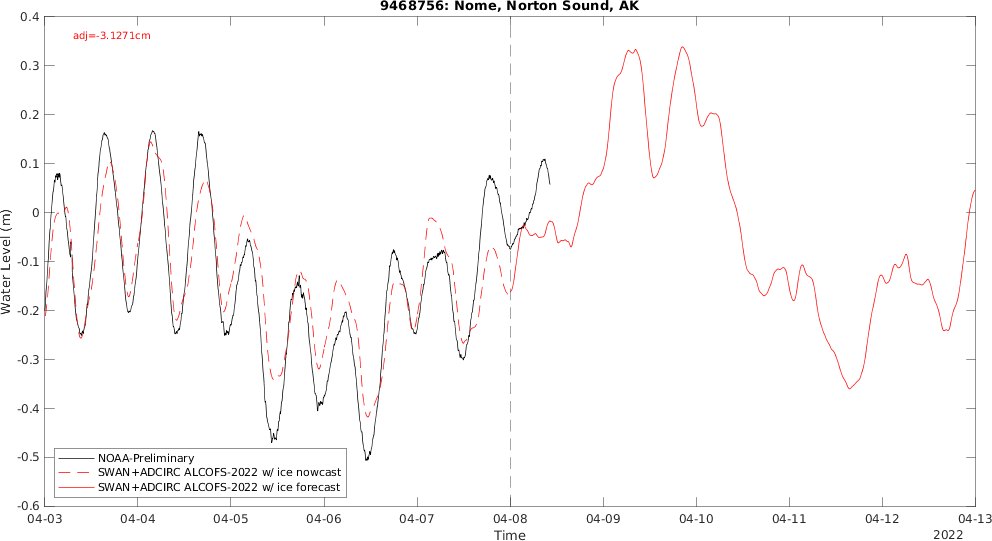 9468756: Nome, Norton Sound, AK
adj=-3.1271cm
0.4
0.3
0.2
0.1
0
-0.1
-0.2
-0.3
-0.4
-0.5
-0.6
Water Level (m)
NOAA-Preliminary
SWAN+ADCIRC ALCOFS-2022 w/ ice nowcast
SWAN+ADCIRC ALCOFS-2022 w/ ice forecast
04-03 04-04 04-05 04-06 04-07 04-08 04-09 04-10 04-11 04-12 04-13
Time
2022